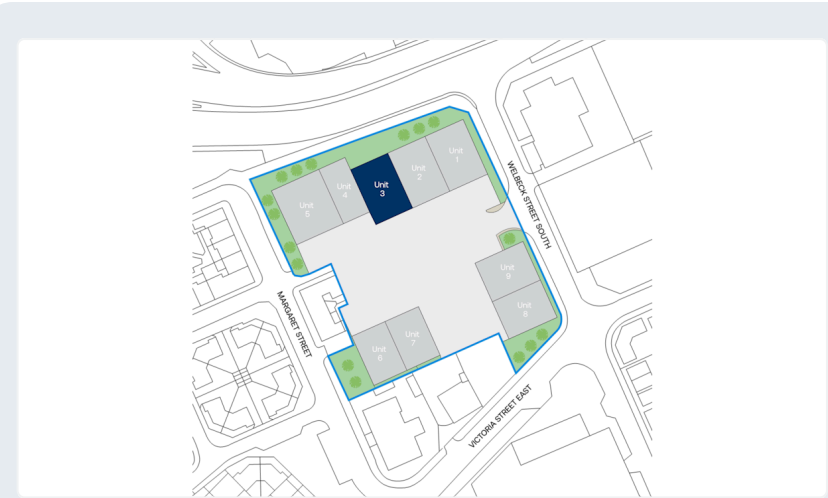 Unit
1
Unit
2
Unit
3
Unit
4
Unit
5
WELBECK STREET SOUTH
Unit
9
Unit
8
MARGARET STREET
Unit
7
Unit
6
VICTORIA STREET EAST